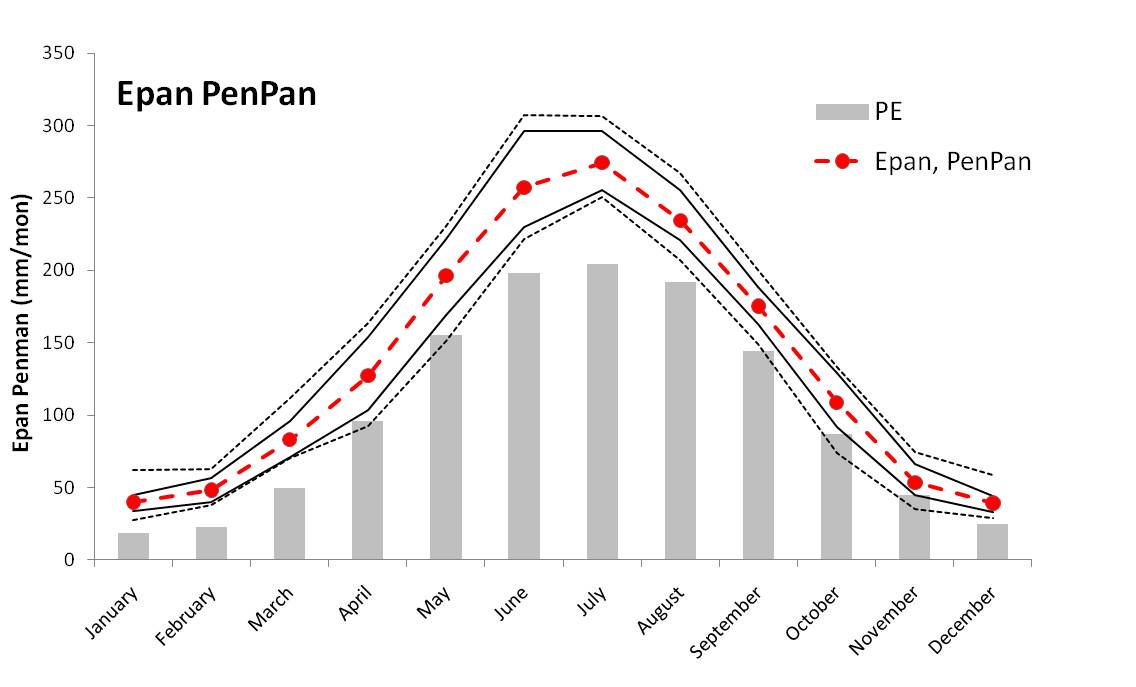 Epan PenPan
PE
Epan, PenPan
Epan Penman (mm/mon)
350
300
250
200
150
100
50
0
January
February
March
April
May
June
July
August
September
October
November
December